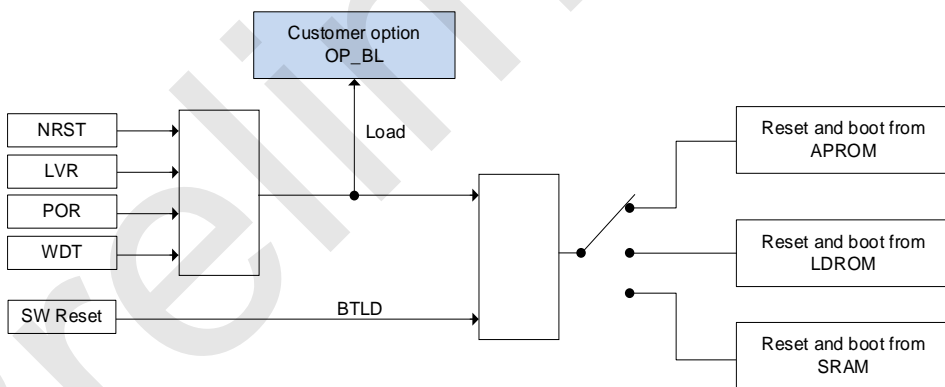 Customer option
OP_BL
NRST
LVR
POR
WDT
SW Reset
Load
BTLD
Reset and boot from
APROM
Reset and boot from
LDROM
Reset and boot from
SRAM